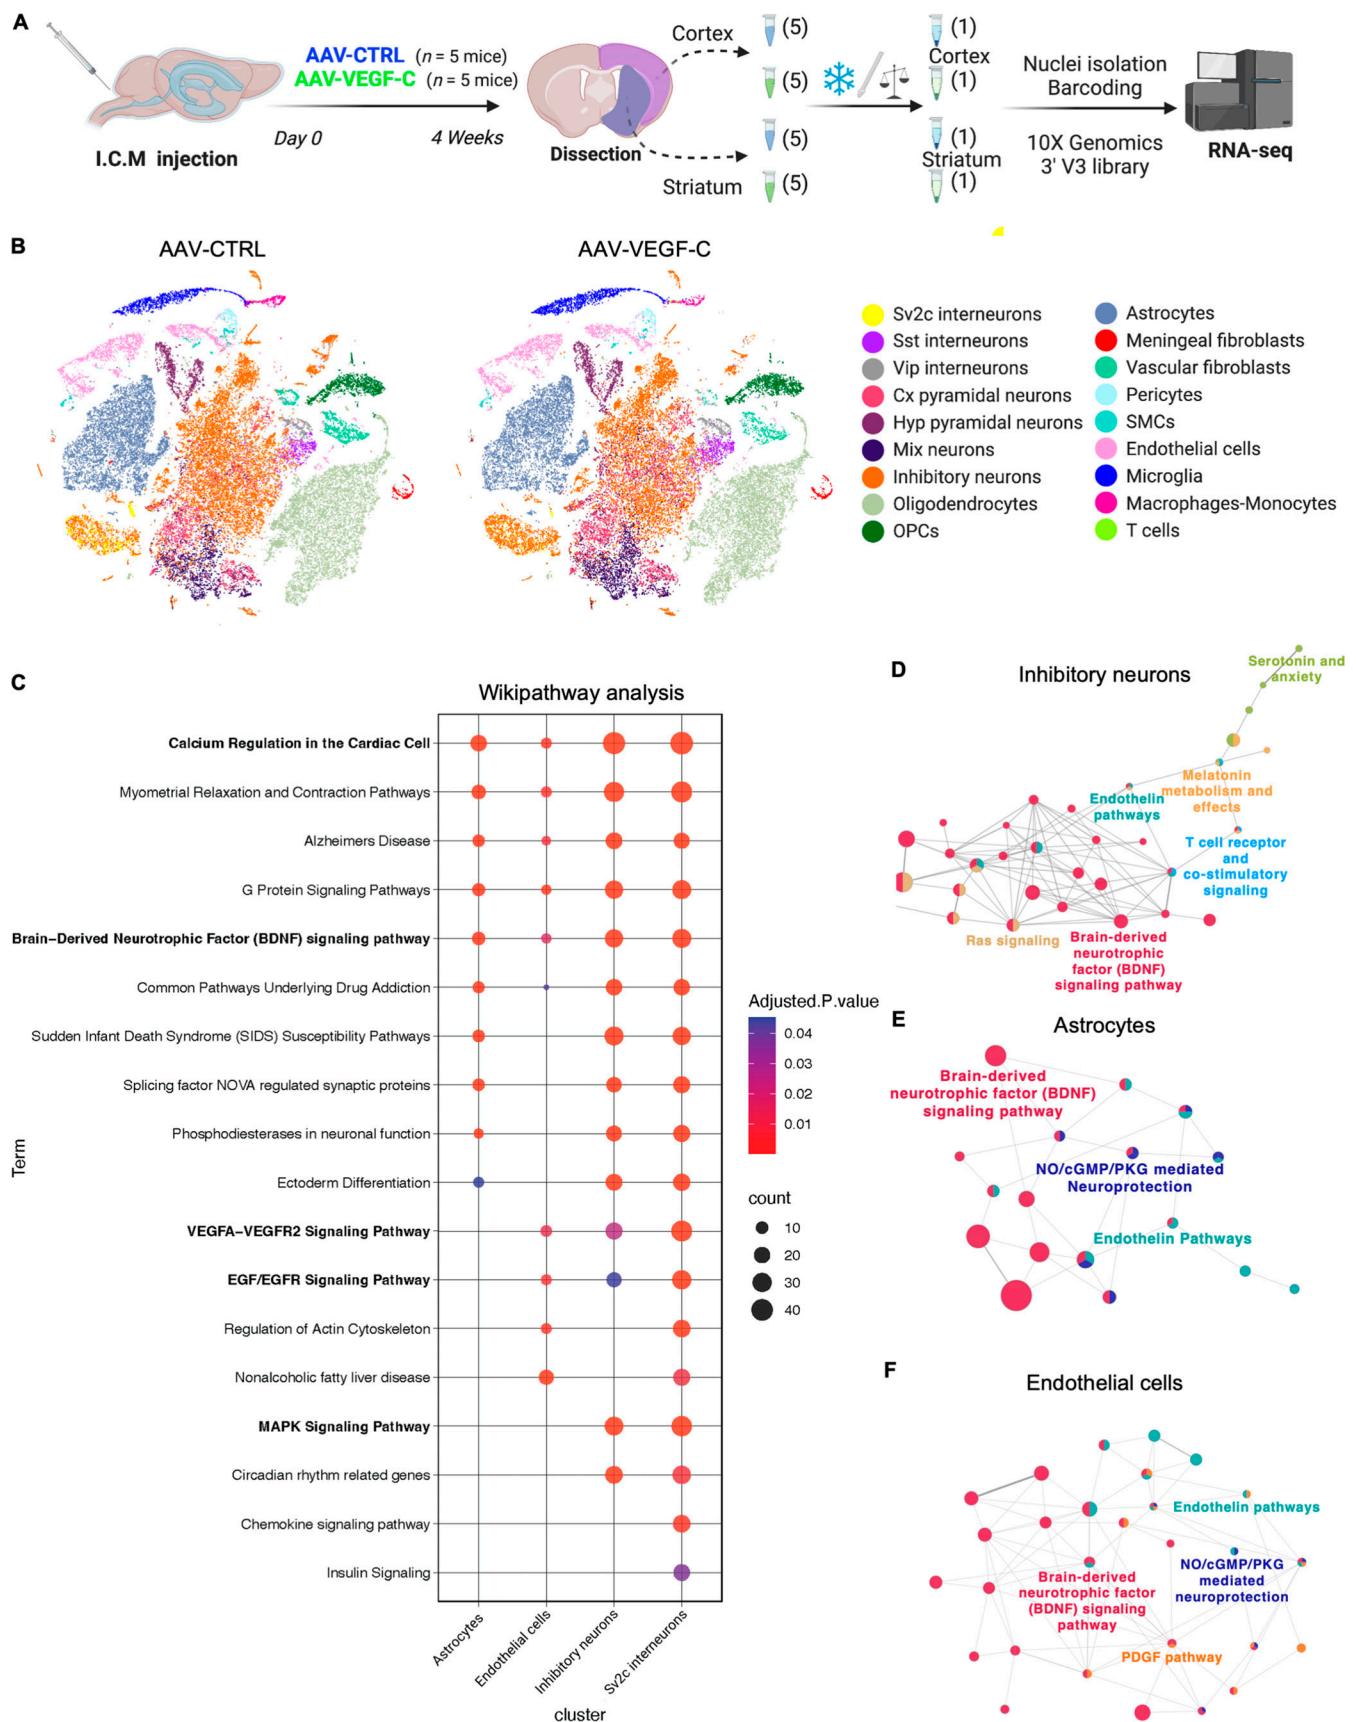 A
I.C.M injection
AAV-CTRL (n = 5 mice)
AAV-VEGF-C (n = 5 mice)
Day 0
4 Weeks
Dissection
Cortex
Striatum
(5)
(5)
(5)
(5)
(1)
Cortex
(1)
(1)
Striatum
(1)
Nuclei isolation
Barcoding
10X Genomics
3' V3 library
RNA-seq
B
AAV-CTRL
AAV-VEGF-C
Sv2c interneurons
Sst interneurons
Vip interneurons
Cx pyramidal neurons
Hyp pyramidal neurons
Mix neurons
Inhibitory neurons
Oligodendrocytes
OPCs
Astrocytes
Meningeal fibroblasts
Vascular fibroblasts
Pericytes
SMCs
Endothelial cells
Microglia
Macrophages-Monocytes
T cells
C
Wikipathway analysis
Term
Calcium Regulation in the Cardiac Cell
Myometrial Relaxation and Contraction Pathways
Alzheimers Disease
G Protein Signaling Pathways
Brain–Derived Neurotrophic Factor (BDNF) signaling pathway
Common Pathways Underlying Drug Addiction
Sudden Infant Death Syndrome (SIDS) Susceptibility Pathways
Splicing factor NOVA regulated synaptic proteins
Phosphodiesterases in neuronal function
Ectoderm Differentiation
VEGFA–VEGFR2 Signaling Pathway
EGF/EGFR Signaling Pathway
Regulation of Actin Cytoskeleton
Nonalcoholic fatty liver disease
MAPK Signaling Pathway
Circadian rhythm related genes
Chemokine signaling pathway
Insulin Signaling
Astrocytes
Endothelial cells
Inhibitory neurons
Sv2c interneurons
cluster
Adjusted.P.value
0.04
0.03
0.02
0.01
count
10
20
30
40
D
Inhibitory neurons
Serotonin and
anxiety
Melatonin
metabolism and
effects
Endothelin
pathways
T cell receptor
and
co-stimulatory
signaling
Ras signaling
Brain-derived
neurotrophic
factor (BDNF)
signaling pathway
E
Astrocytes
Brain-derived
neurotrophic factor (BDNF)
signaling pathway
NO/cGMP/PKG mediated
Neuroprotection
Endothelin Pathways
F
Endothelial cells
Endothelin pathways
NO/cGMP/PKG
mediated
neuroprotection
Brain-derived
neurotrophic factor
(BDNF) signaling
pathway
PDGF pathway